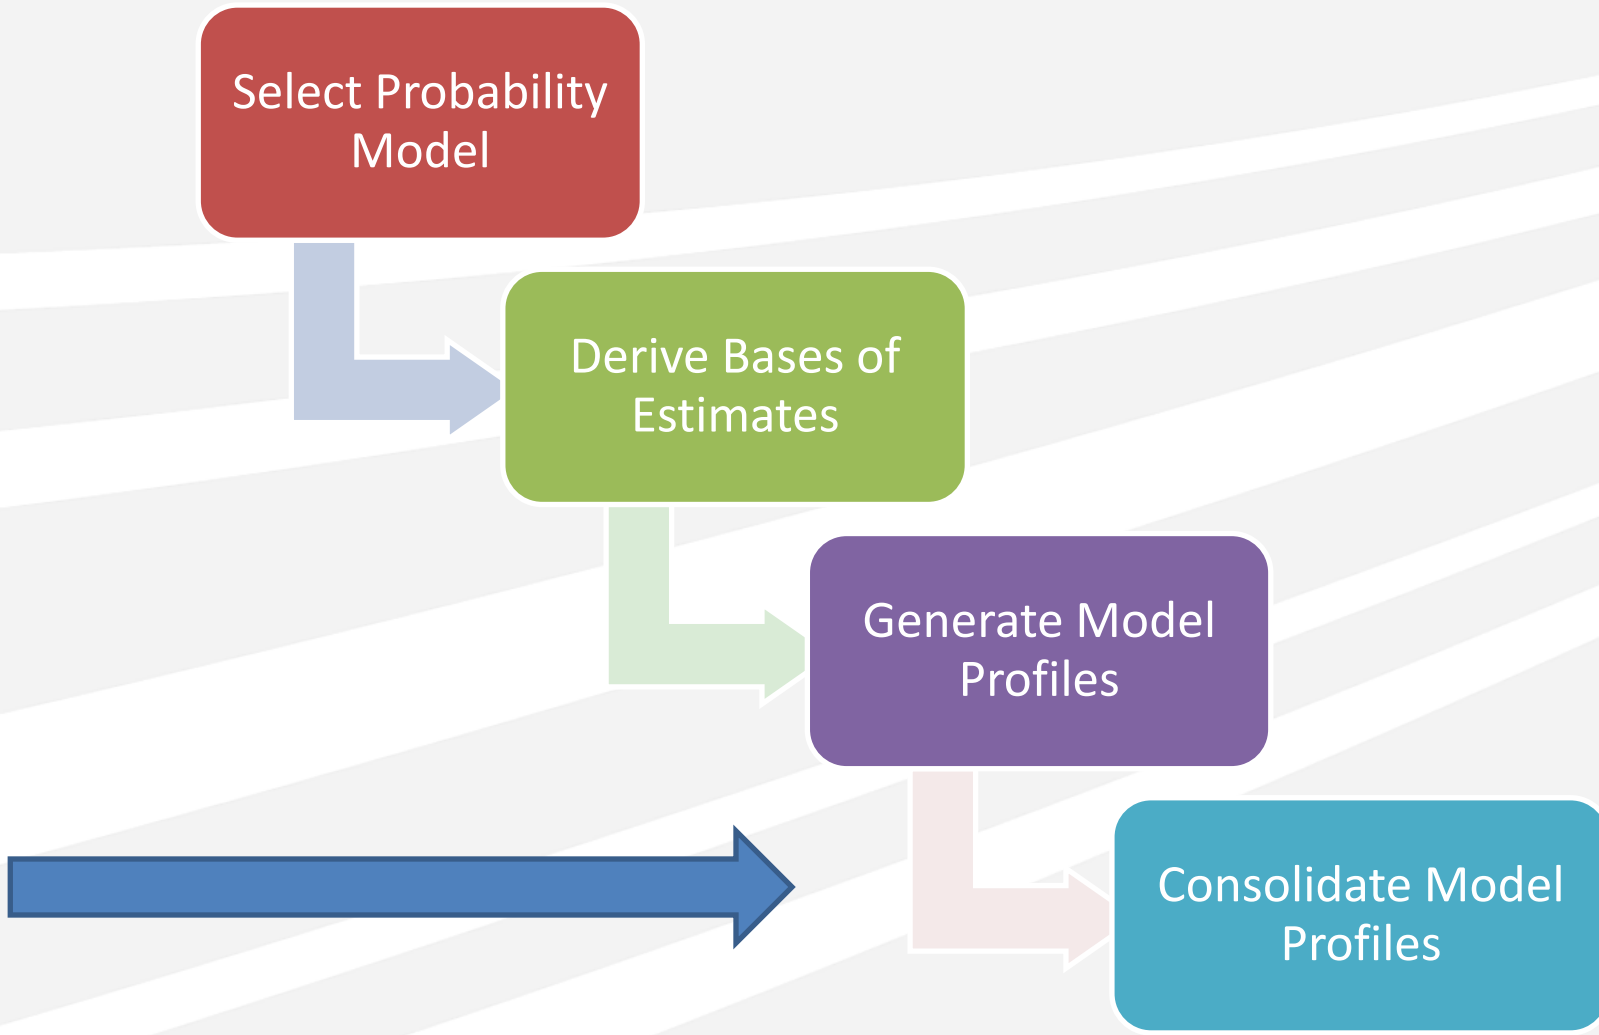 Select Probability
Model
Derive Bases of
Estimates
Generate Model
Profiles
Consolidate Model
Profiles